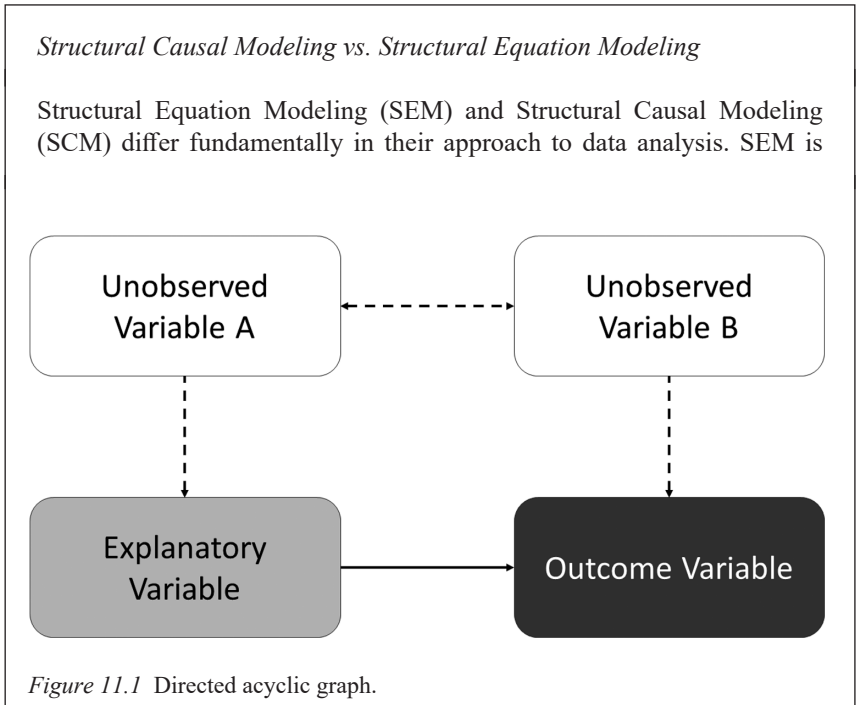 Structural Causal Modeling vs. Structural Equation Modeling
Structural Equation Modeling (SEM) and Structural Causal Modeling
(SCM) differ fundamentally in their approach to data analysis. SEM is
Unobserved
Variable A
Unobserved
Variable B
Explanatory
Variable
Outcome Variable
Figure 11.1 Directed acyclic graph.